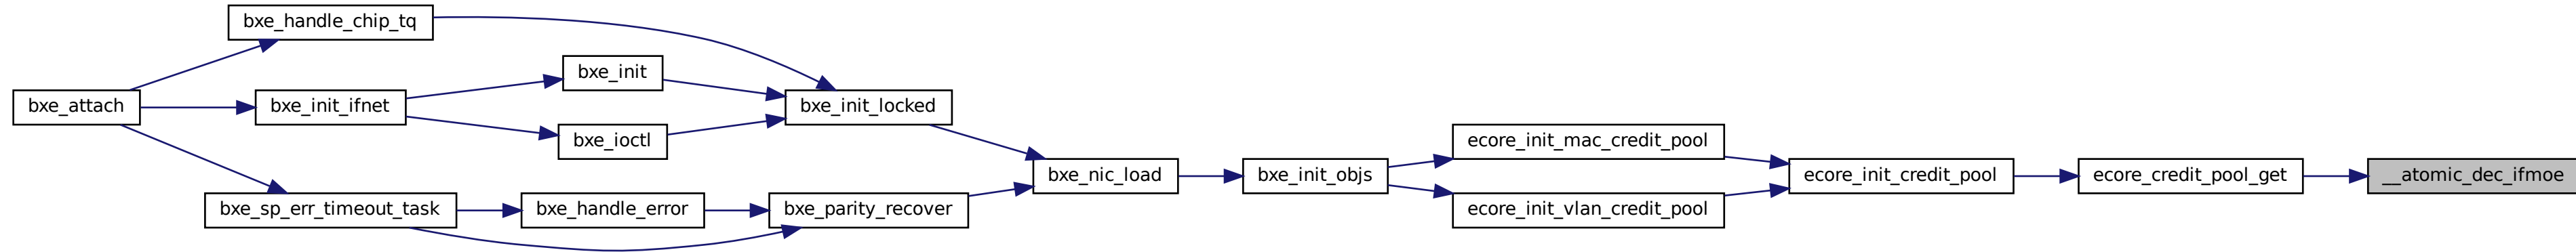 bxe_attach
bxe_handle_chip_tq
bxe_init_ifnet
bxe_sp_err_timeout_task
bxe_init
bxe_ioctl
bxe_handle_error
bxe_init_locked
bxe_parity_recover
bxe_nic_load
bxe_init_objs
ecore_init_mac_credit_pool
ecore_init_vlan_credit_pool
ecore_init_credit_pool
ecore_credit_pool_get
__atomic_dec_ifmoe